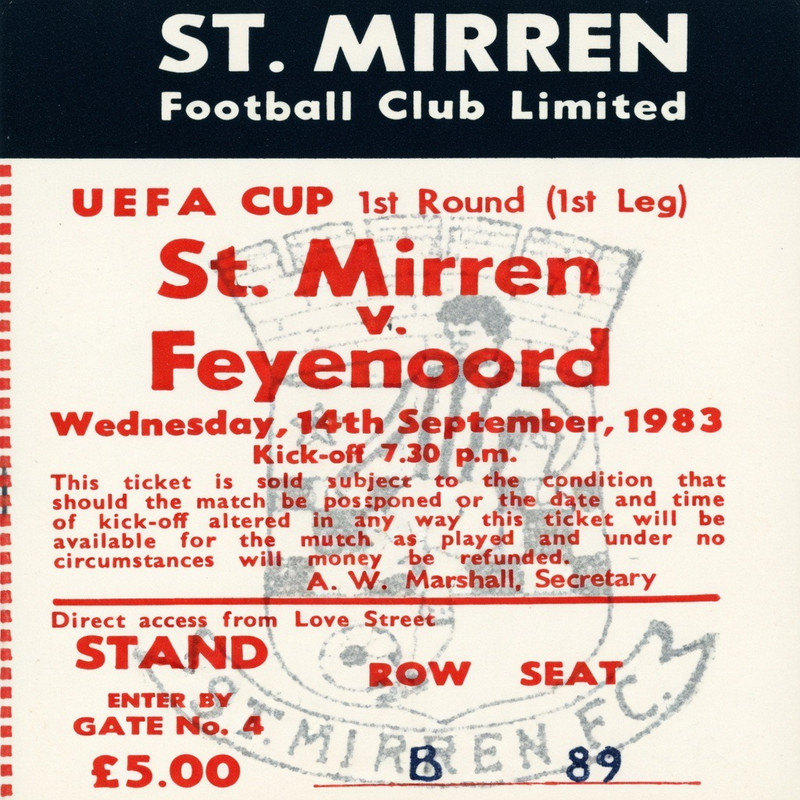 ST. MIRREN
Football Club Limited
UEFA CUP 1st Round (1st Leg)
St. Mirren
v.
Feyenoord
Wednesday, 14th September, 1983
Kick-off 7.30 p.m.
This ticket is sold subject to the condition that
should the match be posponed or the date and time
of kick-off altered in any way this ticket will be
available for the mutch as played and under no
circumstances will money be refunded.
A. W. Marshall, Secretary
Direct access from Love Street
STAND
ROW SEAT
ENTER BY
GATE No. 4
£5.00
B 89
ST. MIRREN F.C.